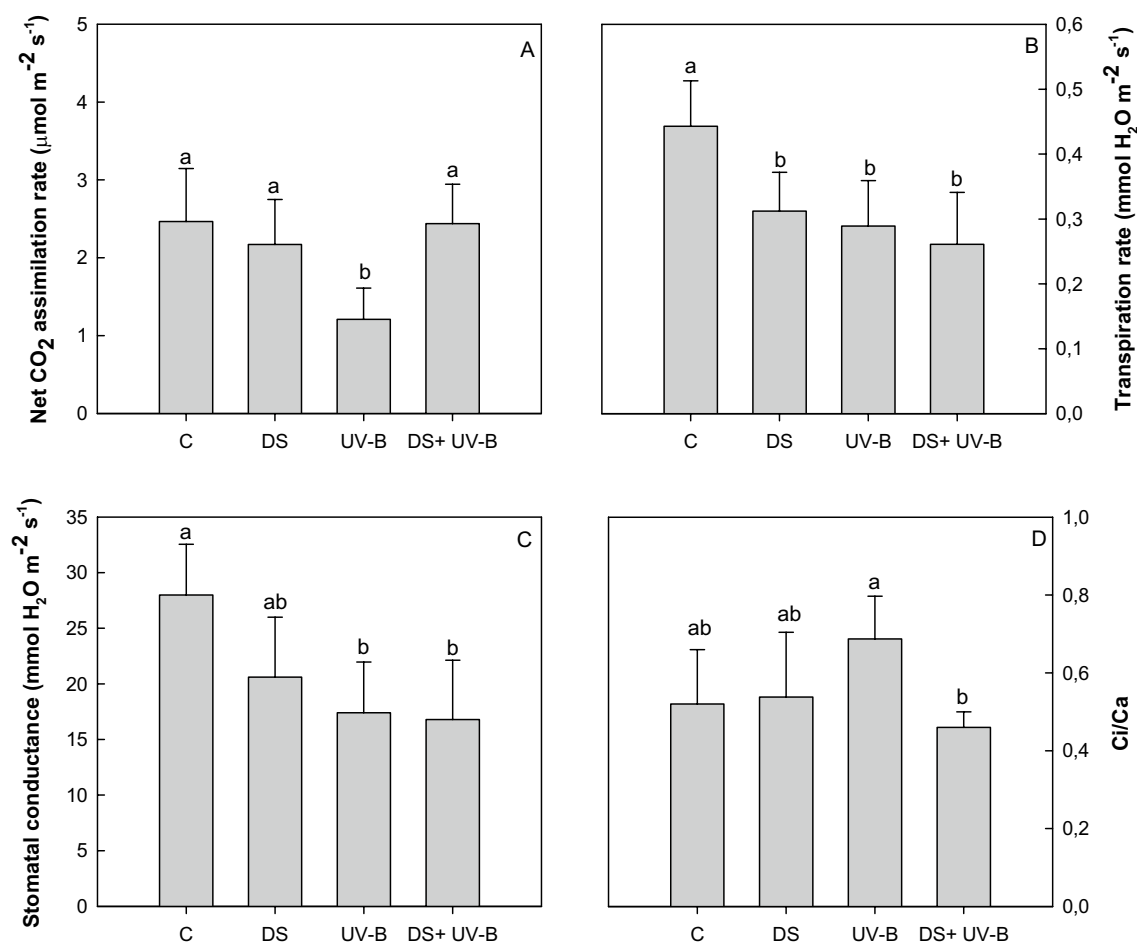 A
Net CO₂ assimilation rate (μmol m⁻² s⁻¹)
5
4
3
2
1
0
a
a
b
a
C
DS
UV-B
DS+ UV-B
B
Transpiration rate (mmol H₂O m⁻² s⁻¹)
0,6
0,5
0,4
0,3
0,2
0,1
0,0
a
b
b
b
C
DS
UV-B
DS+ UV-B
C
Stomatal conductance (mmol H₂O m⁻² s⁻¹)
35
30
25
20
15
10
5
0
a
ab
b
b
C
DS
UV-B
DS+ UV-B
D
Ci/Ca
1,0
0,8
0,6
0,4
0,2
0,0
ab
ab
a
b
C
DS
UV-B
DS+ UV-B